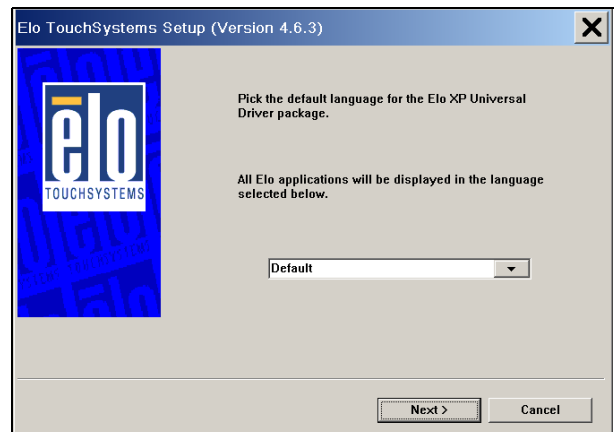 Elo TouchSystems Setup (Version 4.6.3)
elo
TOUCHSYSTEMS
Pick the default language for the Elo XP Universal
Driver package.
All Elo applications will be displayed in the language
selected below.
Default
Next >
Cancel